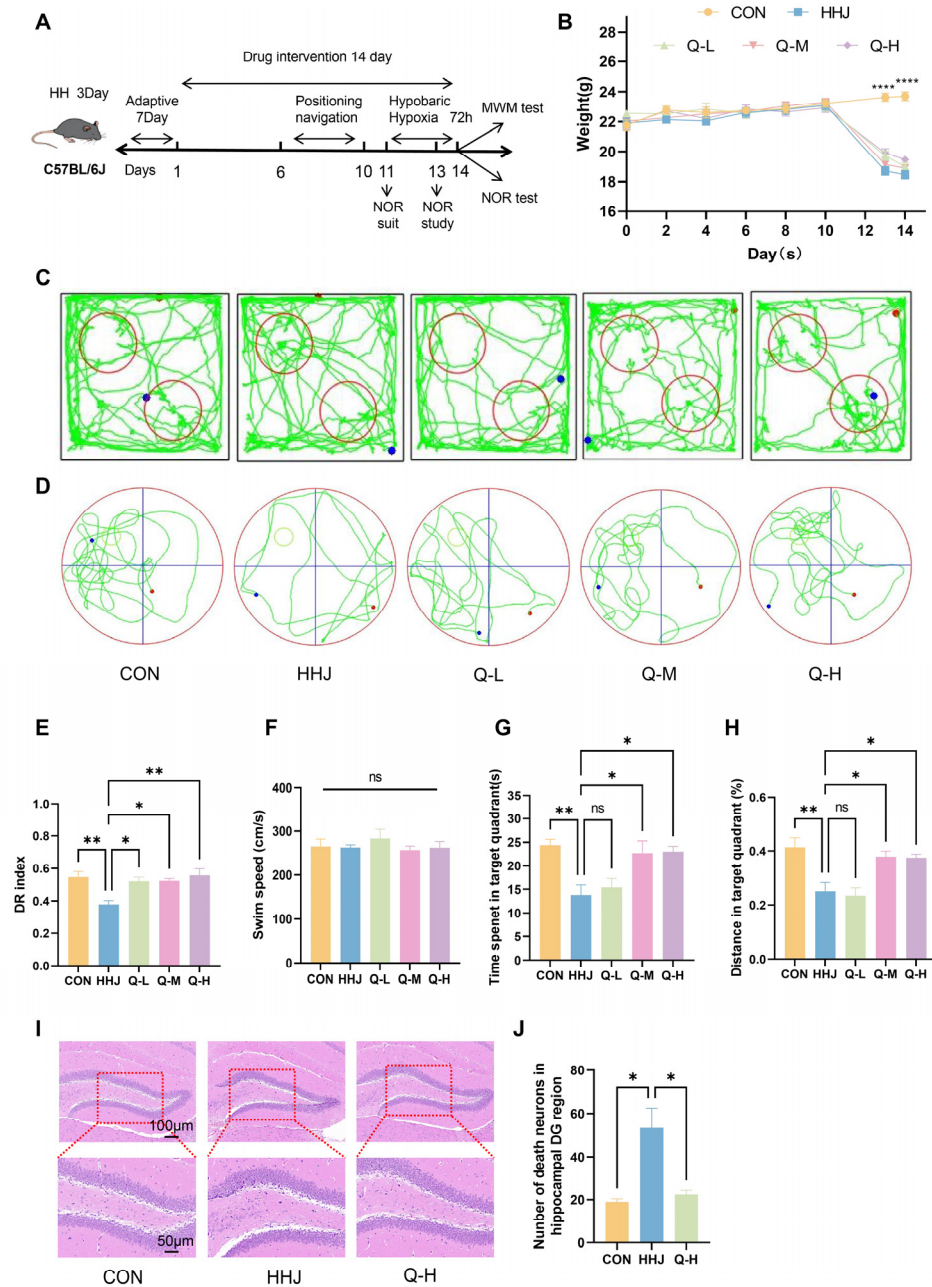 A
Drug intervention 14 day
HH 3Day
Adaptive
7Day
Positioning
navigation
Hypobaric
Hypoxia
72h
MWM test
C57BL/6J
Days
1
6
10
11
13
14
NOR
suit
NOR
study
NOR test
B
CON
HHJ
Q-L
Q-M
Q-H
Weight(g)
28
26
24
22
20
18
16
****
****
0
2
4
6
8
10
12
14
Day(s)
C
D
CON
HHJ
Q-L
Q-M
Q-H
E
DR index
1.0
0.8
0.6
0.4
0.2
0.0
**
*
*
**
CON
HHJ
Q-L
Q-M
Q-H
F
Swim speed (cm/s)
400
300
200
100
0
ns
CON
HHJ
Q-L
Q-M
Q-H
G
Time spenet in target quadrant(s)
35
30
25
20
15
10
5
0
**
ns
*
*
CON
HHJ
Q-L
Q-M
Q-H
H
Distance in target quadrant (%)
0.6
0.4
0.2
0.0
**
ns
*
*
CON
HHJ
Q-L
Q-M
Q-H
I
100μm
50μm
CON
HHJ
Q-H
J
Nunber of death neurons in
hippocampal DG region
80
60
40
20
0
*
*
CON
HHJ
Q-H